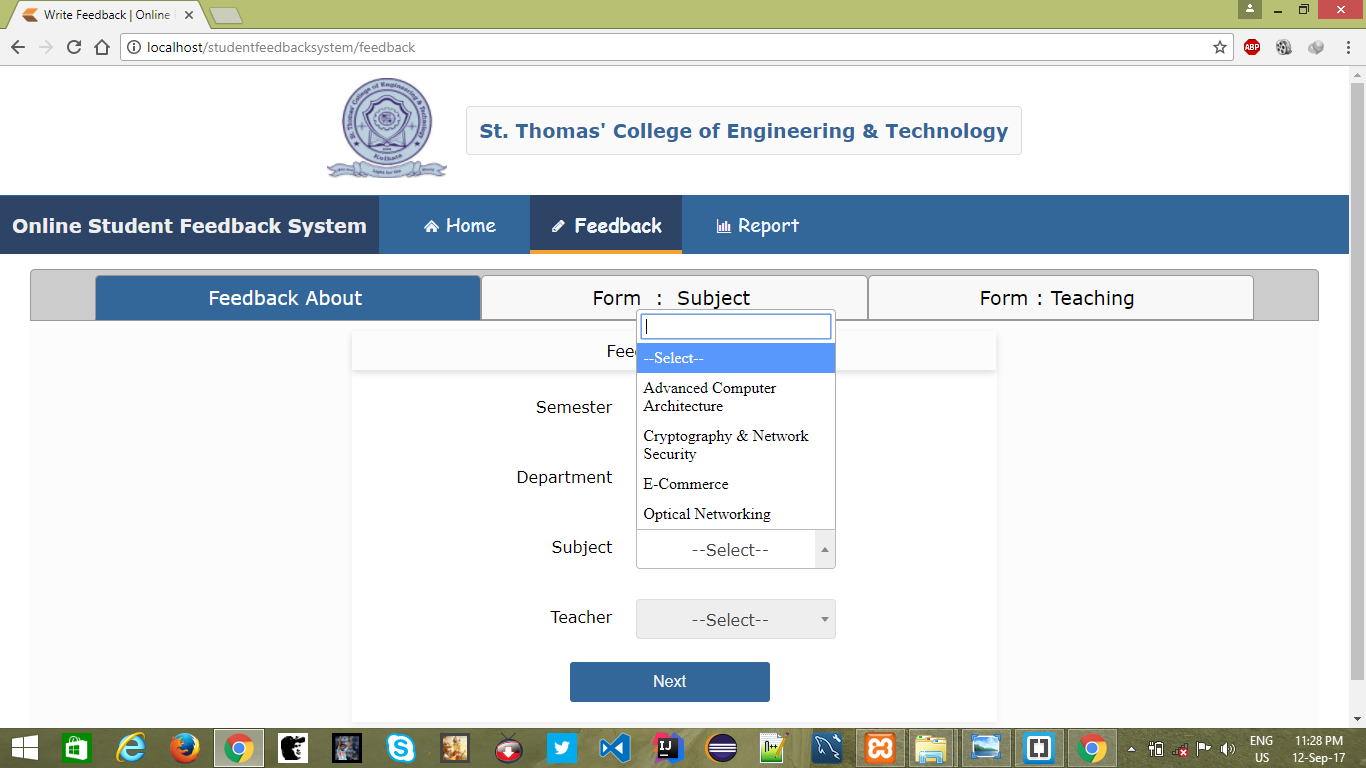 Write Feedback | Online
localhost/studentfeedbacksystem/feedback
ABP
St. Thomas' College of Engineering & Technology
Kolkata
St. Thomas' College of Engineering & Technology
Online Student Feedback System
Home
Feedback
Report
Feedback About
Form : Subject
Form : Teaching
Fee
Semester
Department
--Select--
Advanced Computer
Architecture
Cryptography & Network
Security
E-Commerce
Optical Networking
Subject
--Select--
Teacher
--Select--
Next
ENG
US
11:28 PM
12-Sep-17